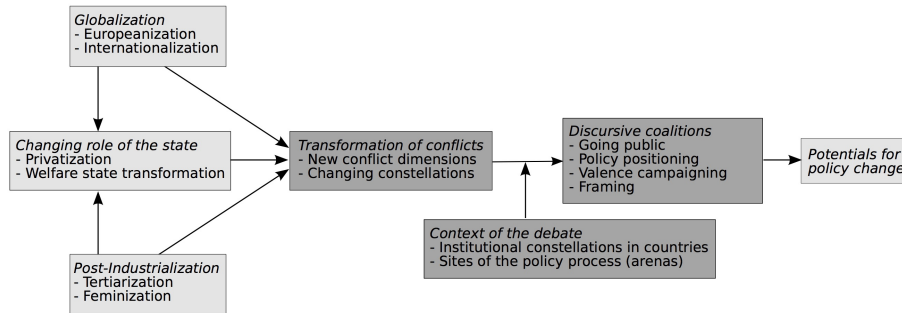 Globalization
- Europeanization
- Internationalization
Changing role of the state
- Privatization
- Welfare state transformation
Post-Industrialization
- Tertiarization
- Feminization
Transformation of conflicts
- New conflict dimensions
- Changing constellations
Context of the debate
- Institutional constellations in countries
- Sites of the policy process (arenas)
Discursive coalitions
- Going public
- Policy positioning
- Valence campaigning
- Framing
Potentials for
policy change